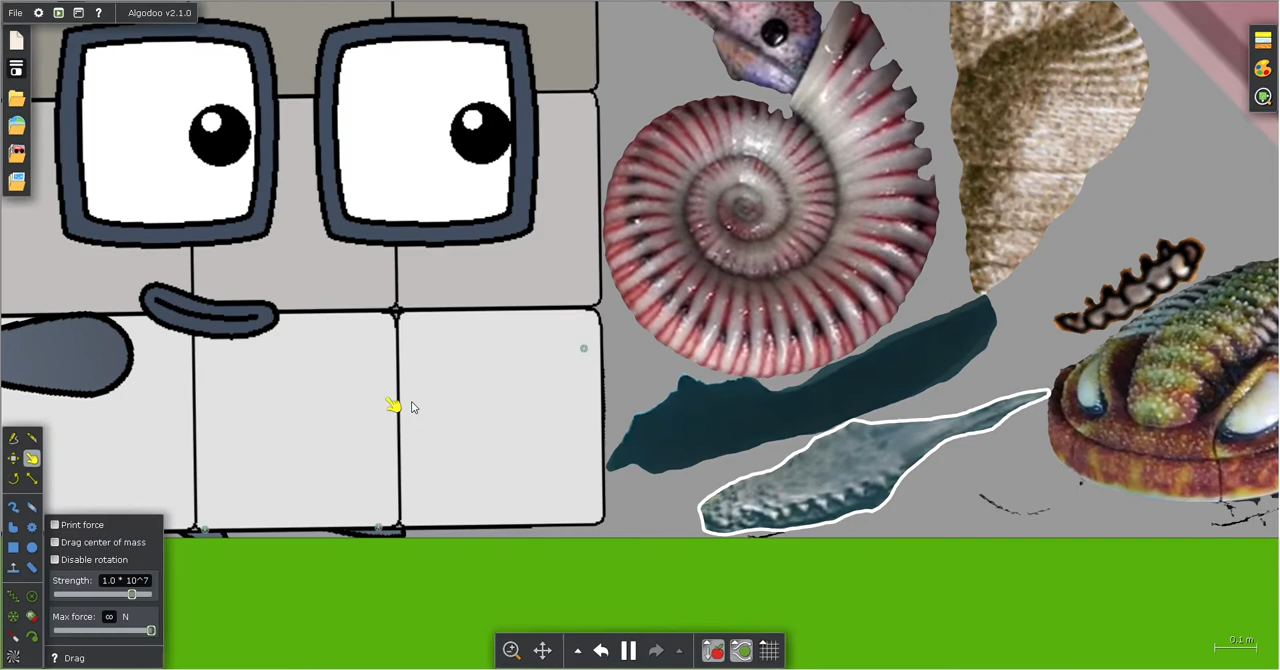 File ? Algodoo v2.1.0
Print force
Drag center of mass
Disable rotation
Strength: 1.0 * 10^7
Max force: ∞ N
? Drag
0.1 m